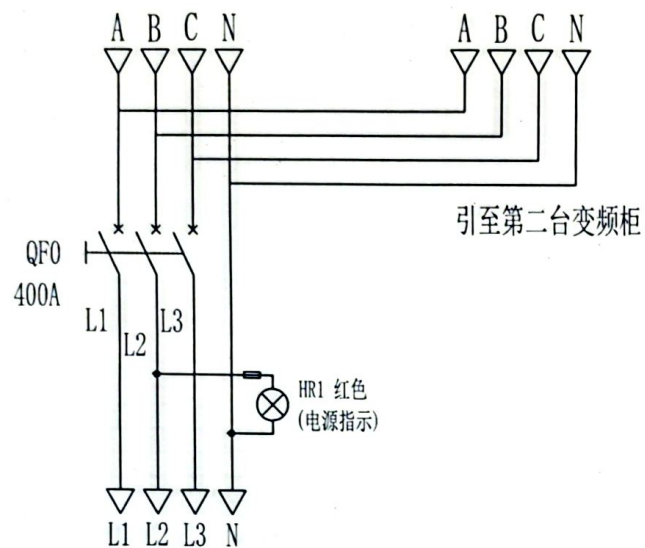 A B C N
A B C N
引至第二台变频柜
QF0
400A
L1
L2
L3
HR1 红色
(电源指示)
L1 L2 L3 N